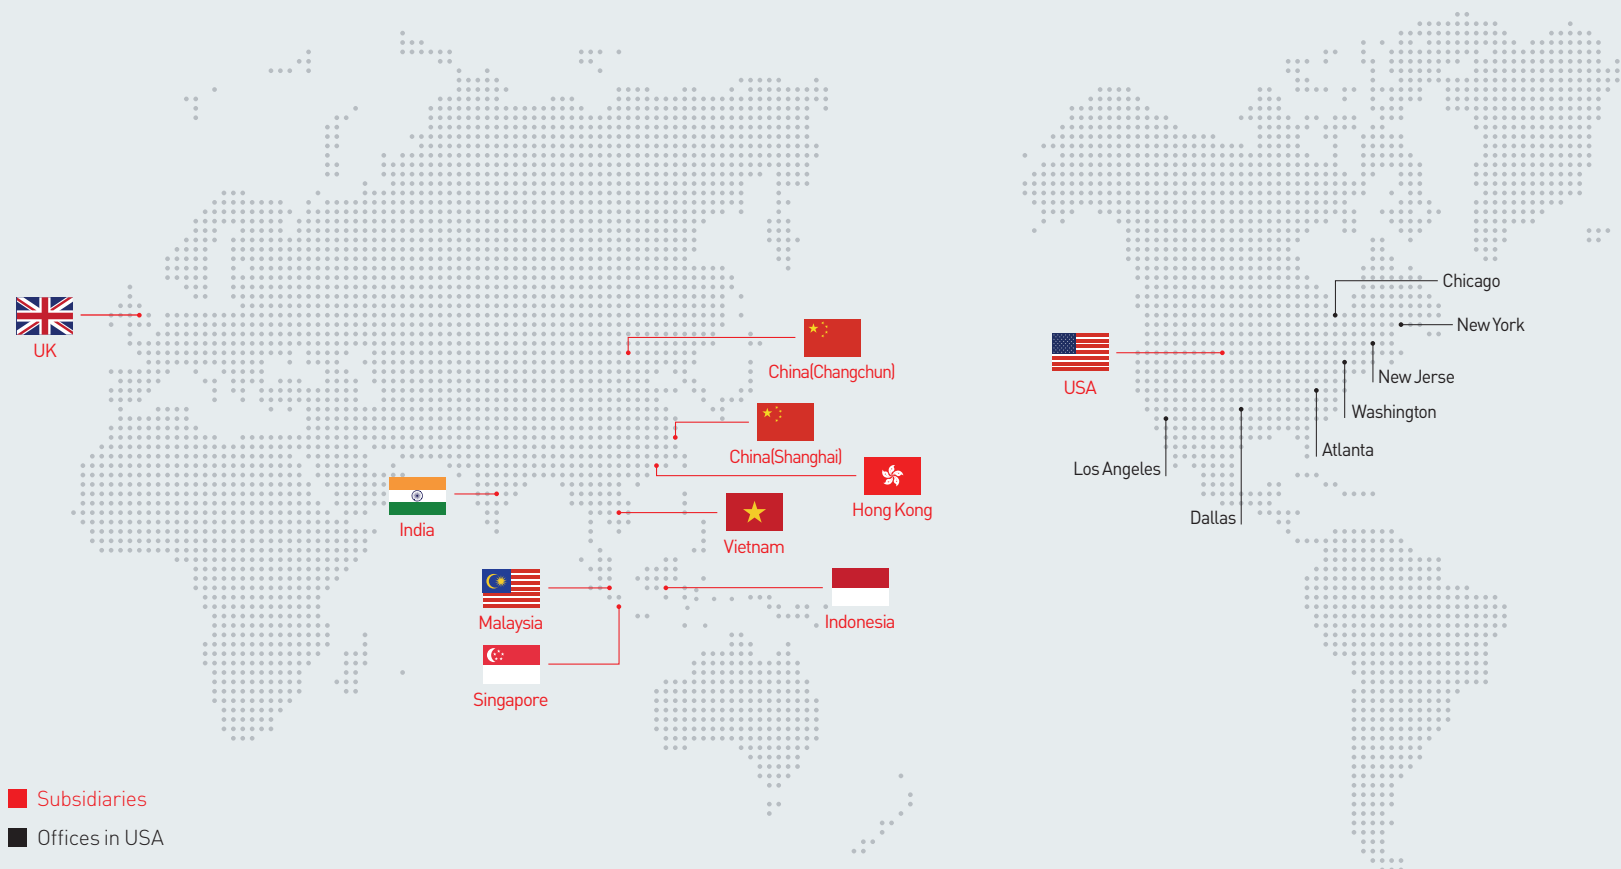 UK
China(Changchun)
China(Shanghai)
Hong Kong
India
Vietnam
Malaysia
Indonesia
Singapore
USA
Chicago
New York
New Jerse
Washington
Atlanta
Los Angeles
Dallas
Subsidiaries
Offices in USA